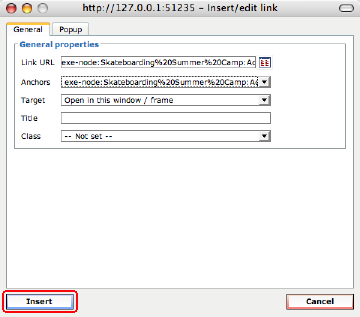 http://127.0.0.1:51235 - Insert/edit link
General Popup
General properties
Link URL exe-node:Skateboarding%20Summer%20Camp:Ac
Anchors exe-node:Skateboarding%20Summer%20Camp:Ac
Target Open in this window / frame
Title
Class -- Not set --
Insert Cancel